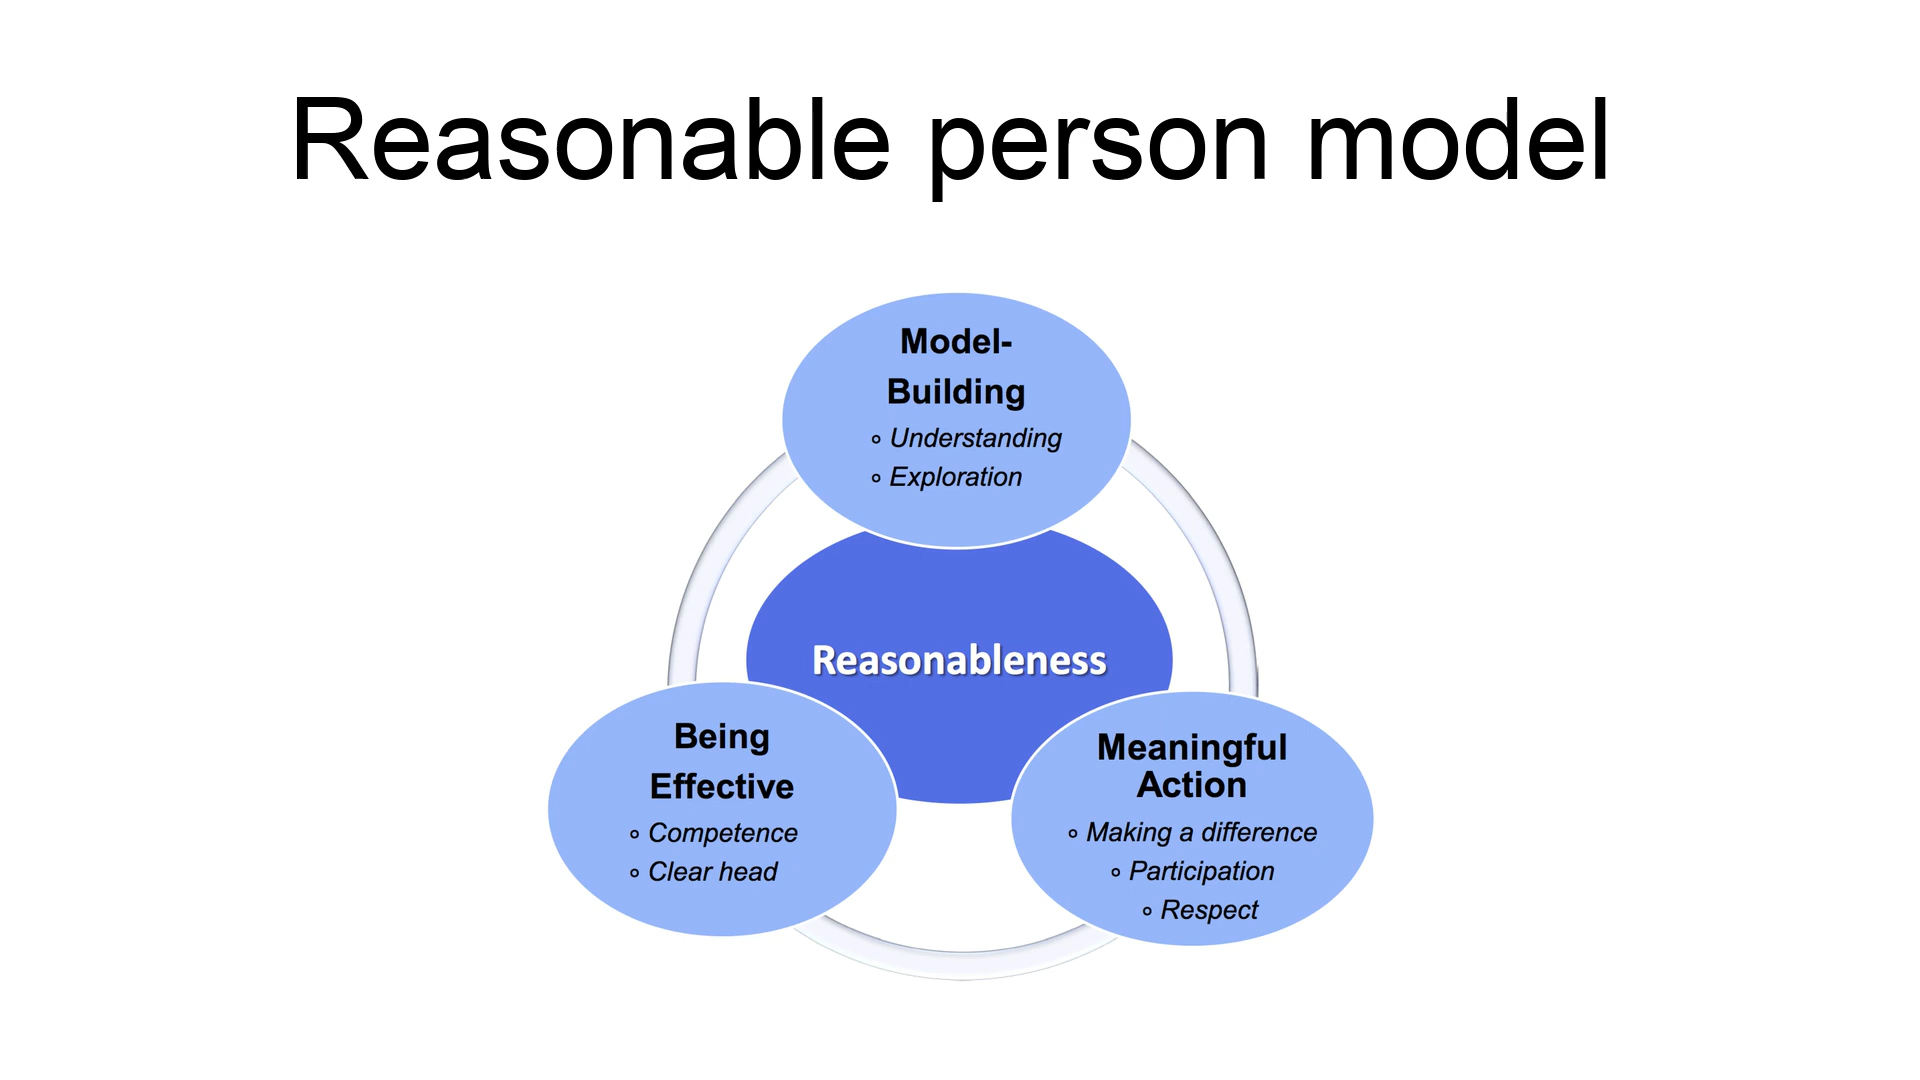 Reasonable person model
Model-
Building
∘ Understanding
∘ Exploration
Reasonableness
Being
Effective
∘ Competence
∘ Clear head
Meaningful
Action
∘ Making a difference
∘ Participation
∘ Respect